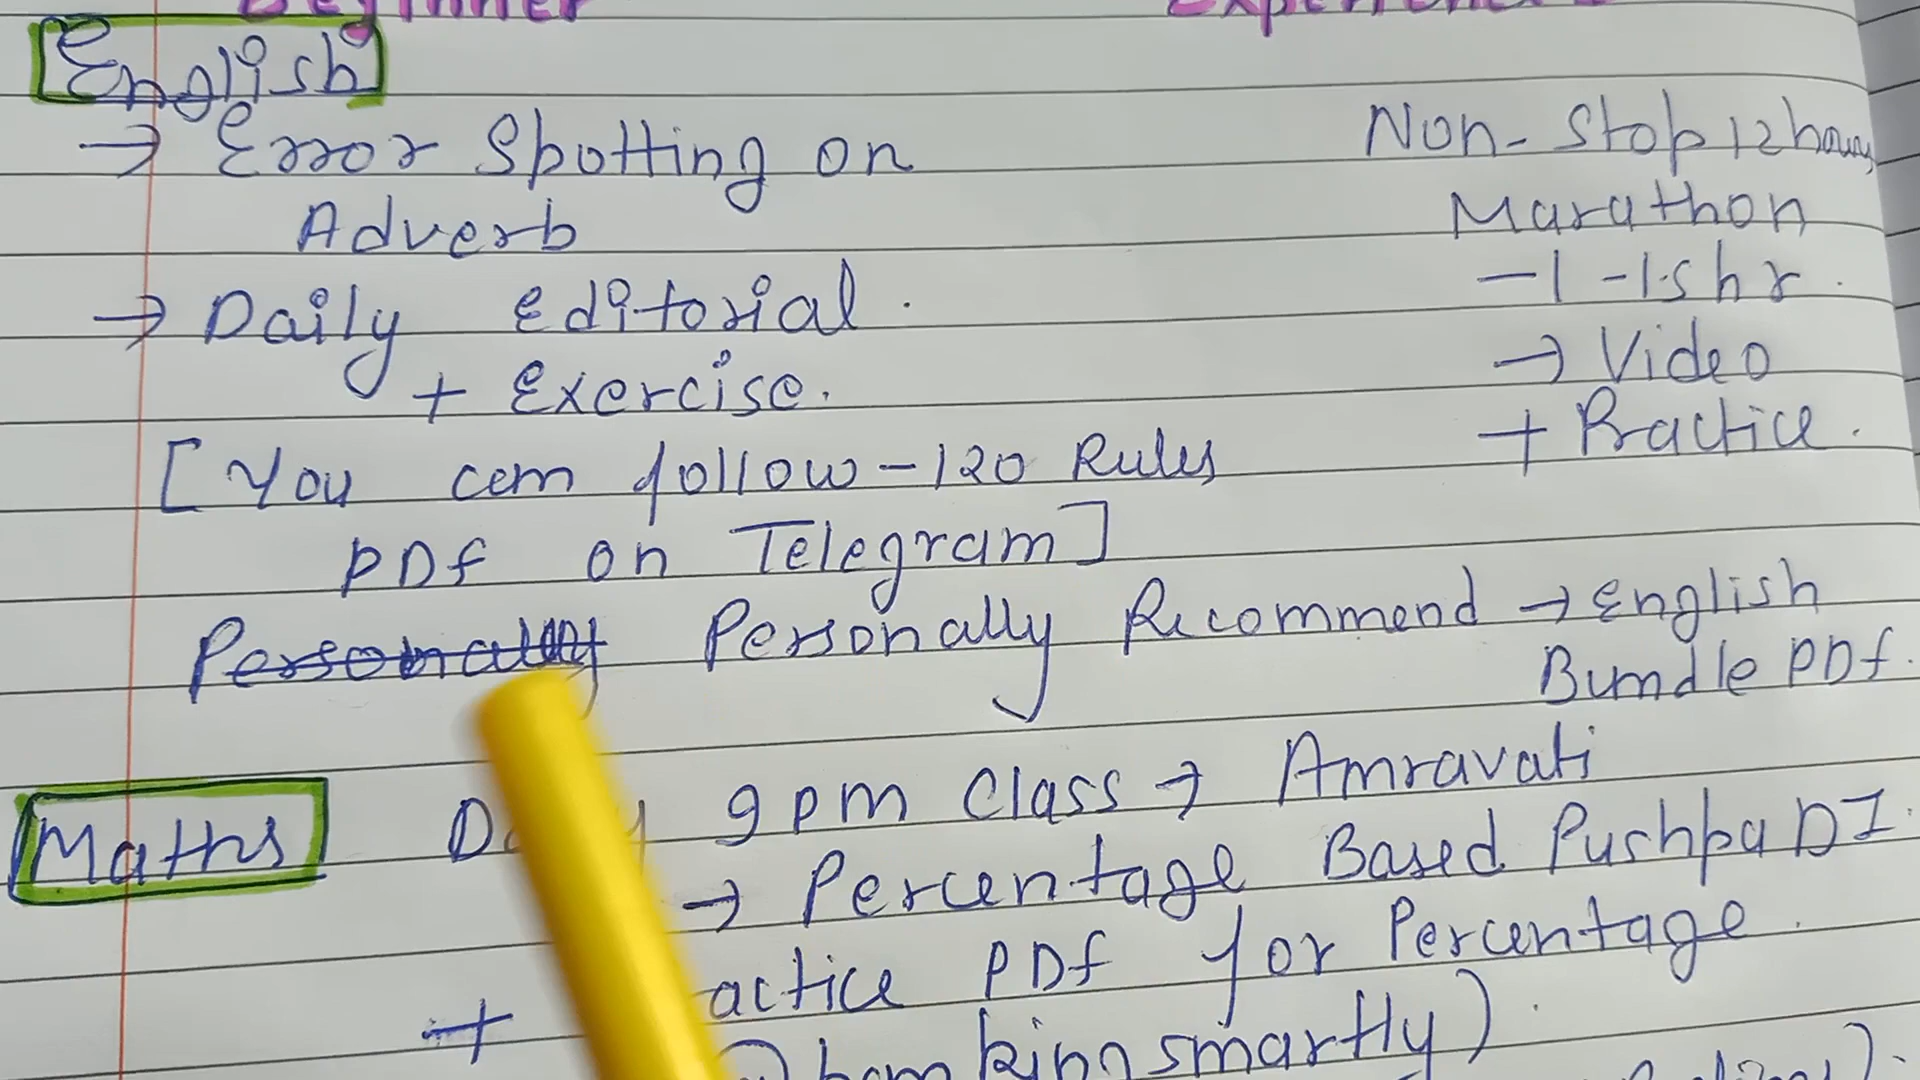 Beginner
English
→ Error Spotting on
Adverb
→ Daily Editorial.
+ Exercise.
[You can follow-120 Rules
PDF on Telegram]
Non-Stop 12 hours
Marathon
-1-1.5 hr.
→ Video
+ Practice.
Personally Personally Recommend → English
Bundle PDF.
Maths
9 pm Class → Amravati
→ Percentage Based Pushpa DI.
+ actice PDF for Percentage.
bankingsmartly)